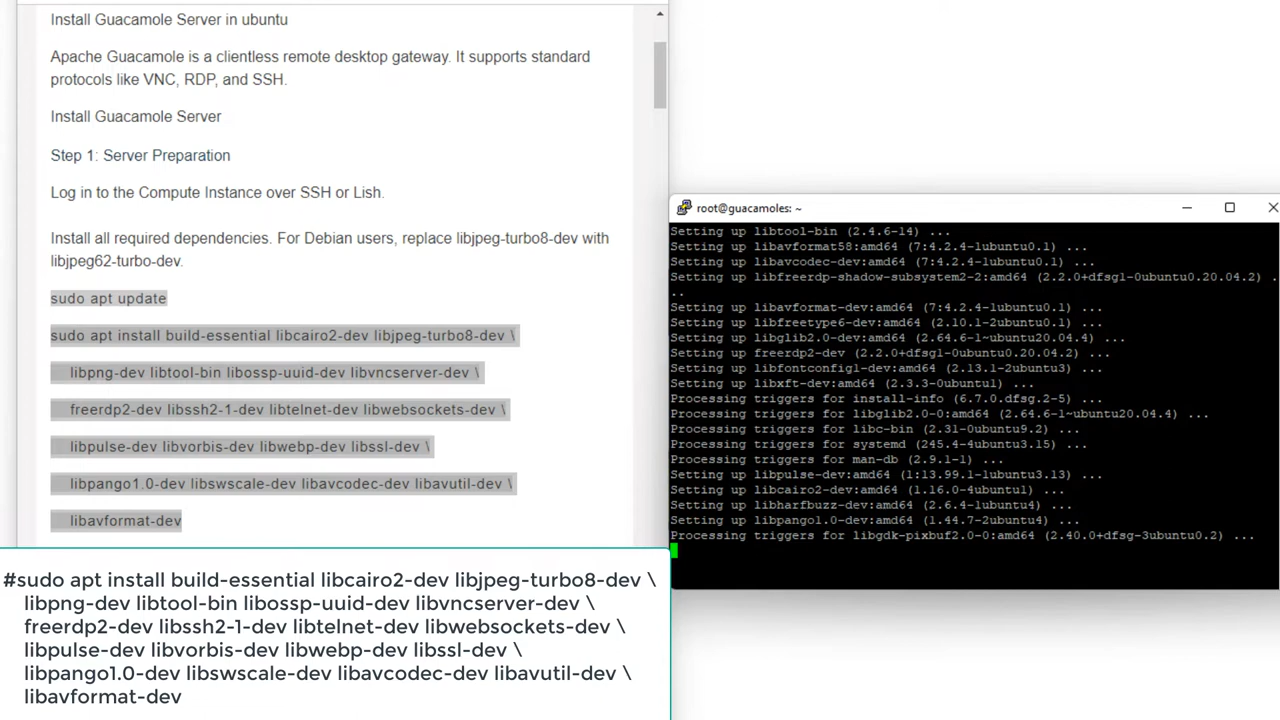 Install Guacamole Server in ubuntu
Apache Guacamole is a clientless remote desktop gateway. It supports standard
protocols like VNC, RDP, and SSH.
Install Guacamole Server
Step 1: Server Preparation
Log in to the Compute Instance over SSH or Lish.
Install all required dependencies. For Debian users, replace libjpeg-turbo8-dev with
libjpeg62-turbo-dev.
sudo apt update
sudo apt install build-essential libcairo2-dev libjpeg-turbo8-dev \
libpng-dev libtool-bin libossp-uuid-dev libvncserver-dev \
freerdp2-dev libssh2-1-dev libtelnet-dev libwebsockets-dev \
libpulse-dev libvorbis-dev libwebp-dev libssl-dev \
libpango1.0-dev libswscale-dev libavcodec-dev libavutil-dev \
libavformat-dev
root@guacamoles: ~
Setting up libtool-bin (2.4.6-14) ...
Setting up libavformat58:amd64 (7:4.2.4-1ubuntu0.1) ...
Setting up libavcodec-dev:amd64 (7:4.2.4-1ubuntu0.1) ...
Setting up libfreerdp-shadow-subsystem2-2:amd64 (2.2.0+dfsg1-0ubuntu0.20.04.2) .
..
Setting up libavformat-dev:amd64 (7:4.2.4-1ubuntu0.1) ...
Setting up libfreetype6-dev:amd64 (2.10.1-2ubuntu0.1) ...
Setting up libglib2.0-dev:amd64 (2.64.6-1~ubuntu20.04.4) ...
Setting up freerdp2-dev (2.2.0+dfsg1-0ubuntu0.20.04.2) ...
Setting up libfontconfig1-dev:amd64 (2.13.1-2ubuntu3) ...
Setting up libxft-dev:amd64 (2.3.3-0ubuntu1) ...
Processing triggers for install-info (6.7.0.dfsg.2-5) ...
Processing triggers for libglib2.0-0:amd64 (2.64.6-1~ubuntu20.04.4) ...
Processing triggers for libc-bin (2.31-0ubuntu9.2) ...
Processing triggers for systemd (245.4-4ubuntu3.15) ...
Processing triggers for man-db (2.9.1-1) ...
Setting up libpulse-dev:amd64 (1:13.99.1-1ubuntu3.13) ...
Setting up libcairo2-dev:amd64 (1.16.0-4ubuntu1) ...
Setting up libharfbuzz-dev:amd64 (2.6.4-1ubuntu4) ...
Setting up libpango1.0-dev:amd64 (1.44.7-2ubuntu4) ...
Processing triggers for libgdk-pixbuf2.0-0:amd64 (2.40.0+dfsg-3ubuntu0.2) ...
#sudo apt install build-essential libcairo2-dev libjpeg-turbo8-dev \
libpng-dev libtool-bin libossp-uuid-dev libvncserver-dev \
freerdp2-dev libssh2-1-dev libtelnet-dev libwebsockets-dev \
libpulse-dev libvorbis-dev libwebp-dev libssl-dev \
libpango1.0-dev libswscale-dev libavcodec-dev libavutil-dev \
libavformat-dev